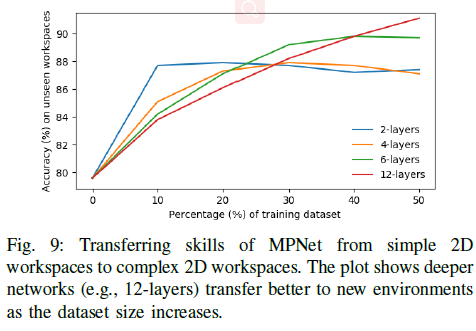 Accuracy (%) on unseen workspaces
90
88
86
84
82
80
2-layers
4-layers
6-layers
12-layers
0 10 20 30 40 50
Percentage (%) of training dataset
Fig. 9: Transferring skills of MPNet from simple 2D
workspaces to complex 2D workspaces. The plot shows deeper
networks (e.g., 12-layers) transfer better to new environments
as the dataset size increases.